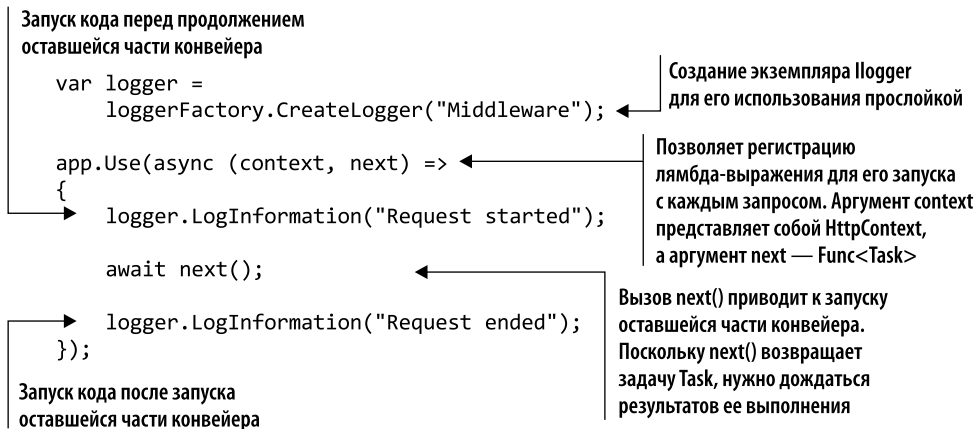 Запуск кода перед продолжением
оставшейся части конвейера
var logger =
loggerFactory.CreateLogger("Middleware");
Создание экземпляра Ilogger
для его использования прослойкой
app.Use(async (context, next) =>
{
Позволяет регистрацию
лямбда-выражения для его запуска
с каждым запросом. Аргумент context
представляет собой HttpContext,
а аргумент next — Func<Task>
logger.LogInformation("Request started");
await next();
Вызов next() приводит к запуску
оставшейся части конвейера.
Поскольку next() возвращает
задачу Task, нужно дождаться
результатов ее выполнения
logger.LogInformation("Request ended");
});
Запуск кода после запуска
оставшейся части конвейера